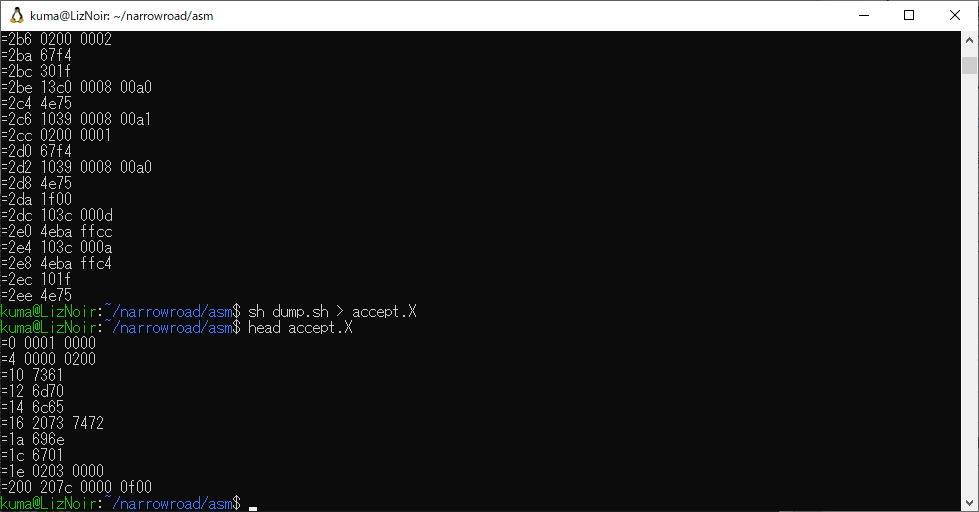 kuma@LizNoir: ~/narrowroad/asm
=2b6 0200 0002
=2ba 67f4
=2bc 301f
=2be 13c0 0008 00a0
=2c4 4e75
=2c6 1039 0008 00a1
=2cc 0200 0001
=2d0 67f4
=2d2 1039 0008 00a0
=2d8 4e75
=2da 1f00
=2dc 103c 000d
=2e0 4eba ffcc
=2e4 103c 000a
=2e8 4eba ffc4
=2ec 101f
=2ee 4e75
kuma@LizNoir:~/narrowroad/asm$ sh dump.sh > accept.X
kuma@LizNoir:~/narrowroad/asm$ head accept.X
=0 0001 0000
=4 0000 0200
=10 7361
=12 6d70
=14 6c65
=16 2073 7472
=1a 696e
=1c 6701
=1e 0203 0000
=200 207c 0000 0f00
kuma@LizNoir:~/narrowroad/asm$